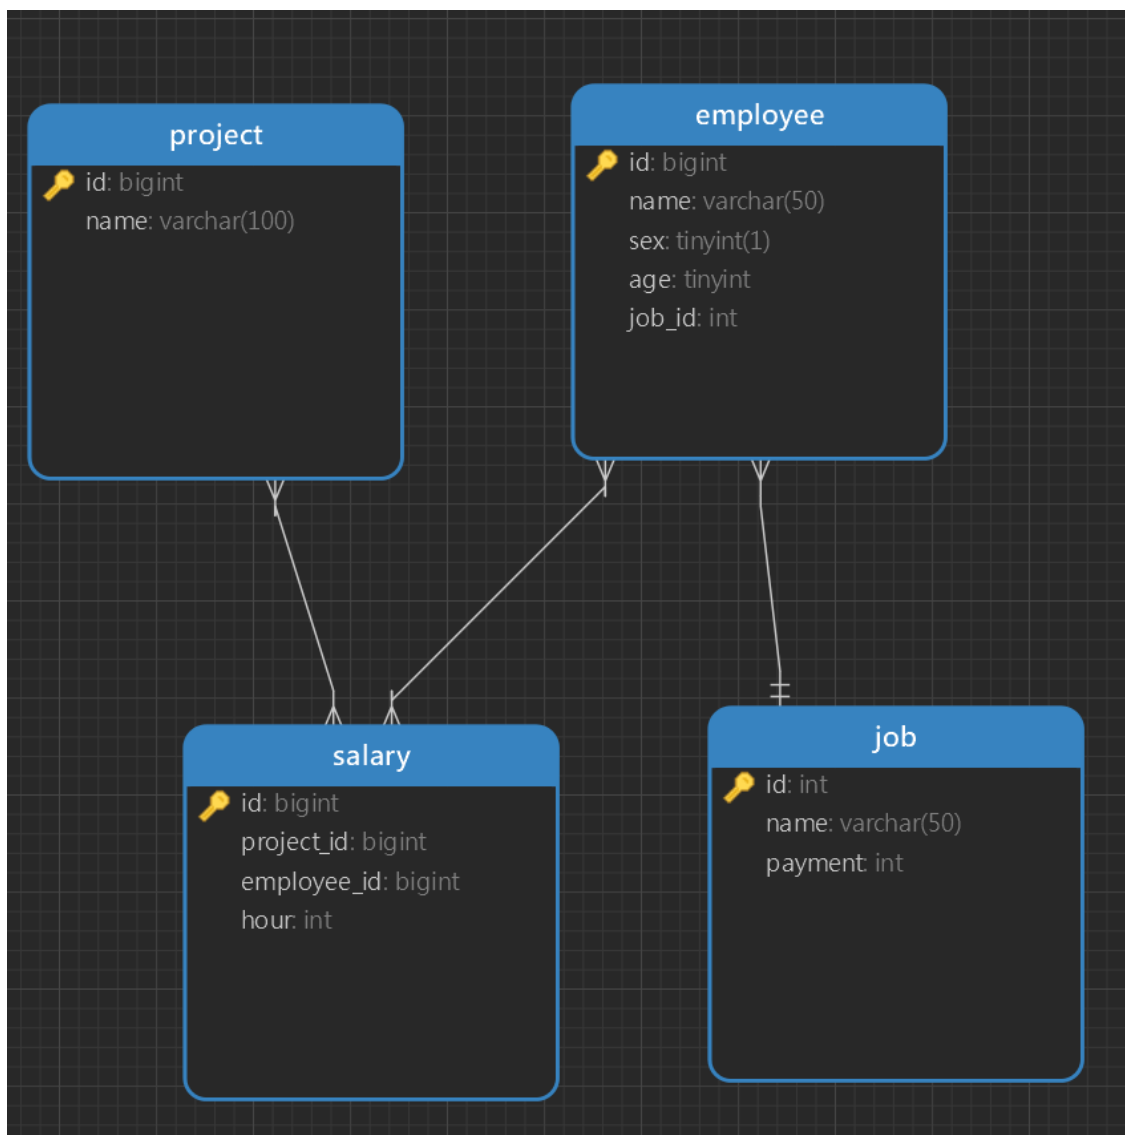 project
id: bigint
name: varchar(100)
employee
id: bigint
name: varchar(50)
sex: tinyint(1)
age: tinyint
job_id: int
salary
id: bigint
project_id: bigint
employee_id: bigint
hour: int
job
id: int
name: varchar(50)
payment: int